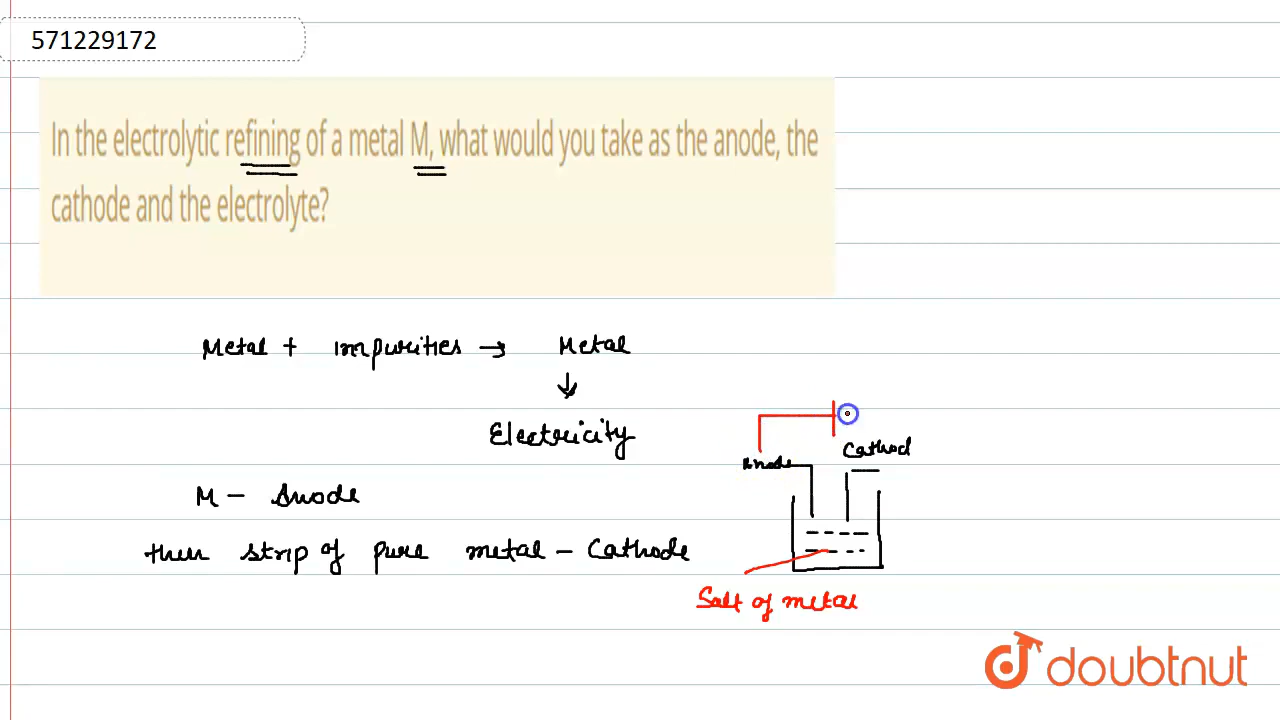 571229172
In the electrolytic refining of a metal M, what would you take as the anode, the
cathode and the electrolyte?
Metal + impurities → Metal
↓
Electricity
M - Anode
then strip of pure metal - Cathode
Anode
Cathod
Salt of metal
doubtnut